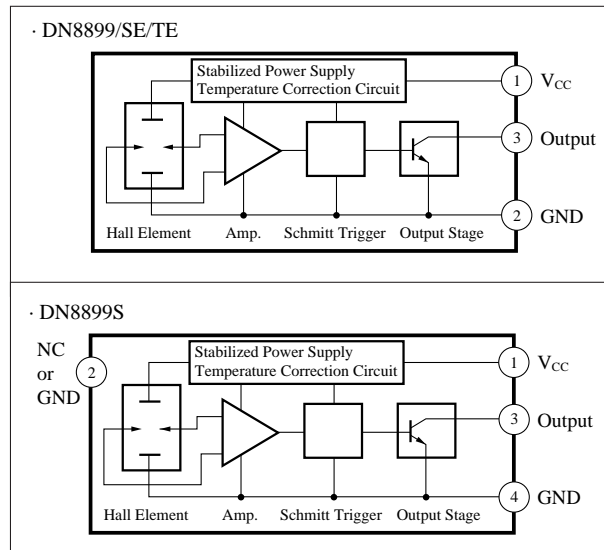 · DN8899/SE/TE
Stabilized Power Supply
Temperature Correction Circuit
1 VCC
3 Output
2 GND
Hall Element Amp. Schmitt Trigger Output Stage
· DN8899S
NC
or
GND
2
Stabilized Power Supply
Temperature Correction Circuit
1 VCC
3 Output
4 GND
Hall Element Amp. Schmitt Trigger Output Stage